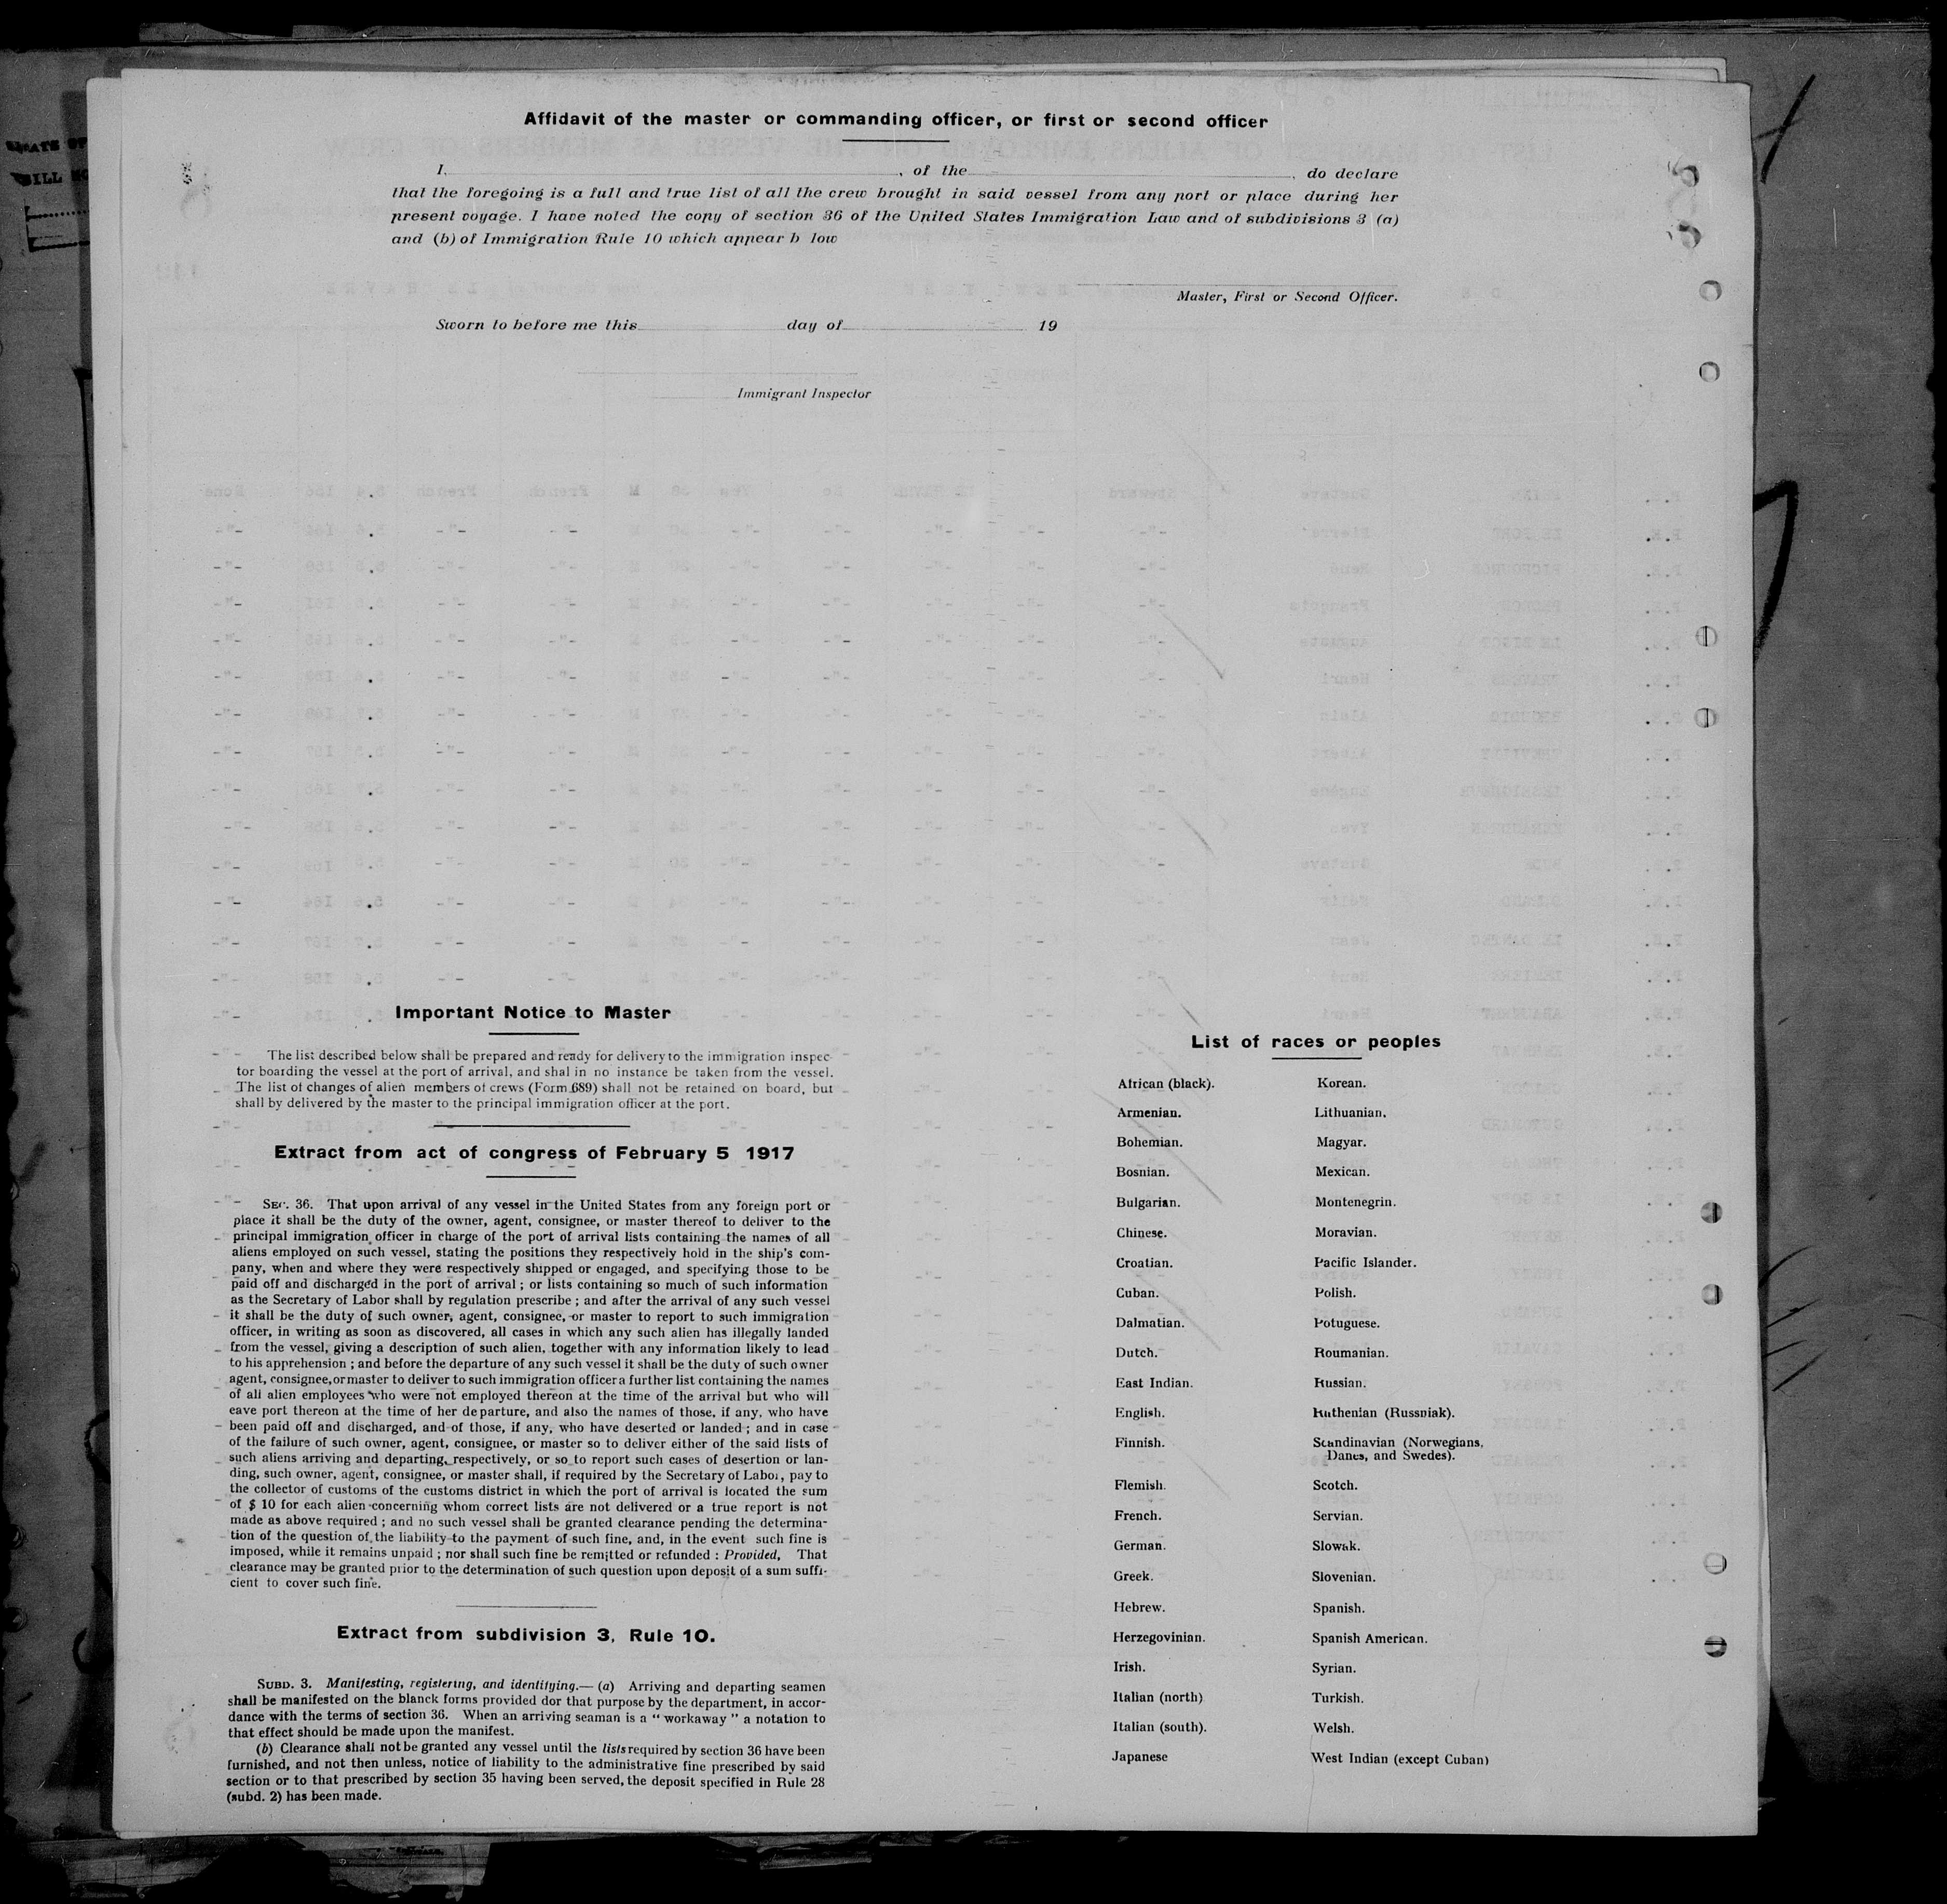 Affidavit of the master or commanding officer, or first or second officer
I, , of the , do declare
that the foregoing is a full and true list of all the crew brought in said vessel from any port or place during her
present voyage. I have noted the copy of section 36 of the United States Immigration Law and of subdivisions 3 (a)
and (b) of Immigration Rule 10 which appear b low
Master, First or Second Officer.
Sworn to before me this day of 19
Immigrant Inspector
Important Notice to Master
The list described below shall be prepared and ready for delivery to the immigration inspec-
tor boarding the vessel at the port of arrival, and shal in no instance be taken from the vessel.
The list of changes of alien members of crews (Form 689) shall not be retained on board, but
shall by delivered by the master to the principal immigration officer at the port.
Extract from act of congress of February 5 1917
SEC. 36. That upon arrival of any vessel in the United States from any foreign port or
place it shall be the duty of the owner, agent, consignee, or master thereof to deliver to the
principal immigration officer in charge of the port of arrival lists containing the names of all
aliens employed on such vessel, stating the positions they respectively hold in the ship's com-
pany, when and where they were respectively shipped or engaged, and specifying those to be
paid off and discharged in the port of arrival ; or lists containing so much of such information
as the Secretary of Labor shall by regulation prescribe ; and after the arrival of any such vessel
it shall be the duty of such owner, agent, consignee, or master to report to such immigration
officer, in writing as soon as discovered, all cases in which any such alien has illegally landed
from the vessel, giving a description of such alien, together with any information likely to lead
to his apprehension ; and before the departure of any such vessel it shall be the duty of such owner
agent, consignee, or master to deliver to such immigration officer a further list containing the names
of all alien employees who were not employed thereon at the time of the arrival but who will
eave port thereon at the time of her departure, and also the names of those, if any, who have
been paid off and discharged, and of those, if any, who have deserted or landed ; and in case
of the failure of such owner, agent, consignee, or master so to deliver either of the said lists of
such aliens arriving and departing, respectively, or so to report such cases of desertion or lan-
ding, such owner, agent, consignee, or master shall, if required by the Secretary of Labor, pay to
the collector of customs of the customs district in which the port of arrival is located the sum
of $ 10 for each alien concerning whom correct lists are not delivered or a true report is not
made as above required ; and no such vessel shall be granted clearance pending the determina-
tion of the question of the liability to the payment of such fine, and, in the event such fine is
imposed, while it remains unpaid ; nor shall such fine be remitted or refunded : Provided, That
clearance may be granted prior to the determination of such question upon deposit of a sum suffi-
cient to cover such fine.
Extract from subdivision 3, Rule 10.
SUBD. 3. Manifesting, registering, and identitying.— (a) Arriving and departing seamen
shall be manifested on the blanck forms provided dor that purpose by the department, in accor-
dance with the terms of section 36. When an arriving seaman is a " workaway " a notation to
that effect should be made upon the manifest.
(b) Clearance shall not be granted any vessel until the lists required by section 36 have been
furnished, and not then unless, notice of liability to the administrative fine prescribed by said
section or to that prescribed by section 35 having been served, the deposit specified in Rule 28
(subd. 2) has been made.
List of races or peoples
African (black).
Armenian.
Bohemian.
Bosnian.
Bulgarian.
Chinese.
Croatian.
Cuban.
Dalmatian.
Dutch.
East Indian.
English.
Finnish.
Flemish.
French.
German.
Greek.
Hebrew.
Herzegovinian.
Irish.
Italian (north)
Italian (south).
Japanese
Korean.
Lithuanian.
Magyar.
Mexican.
Montenegrin.
Moravian.
Pacific Islander.
Polish.
Potuguese.
Roumanian.
Russian.
Ruthenian (Russniak).
Scandinavian (Norwegians,
Danes, and Swedes).
Scotch.
Servian.
Slowak.
Slovenian.
Spanish.
Spanish American.
Syrian.
Turkish.
Welsh.
West Indian (except Cuban)